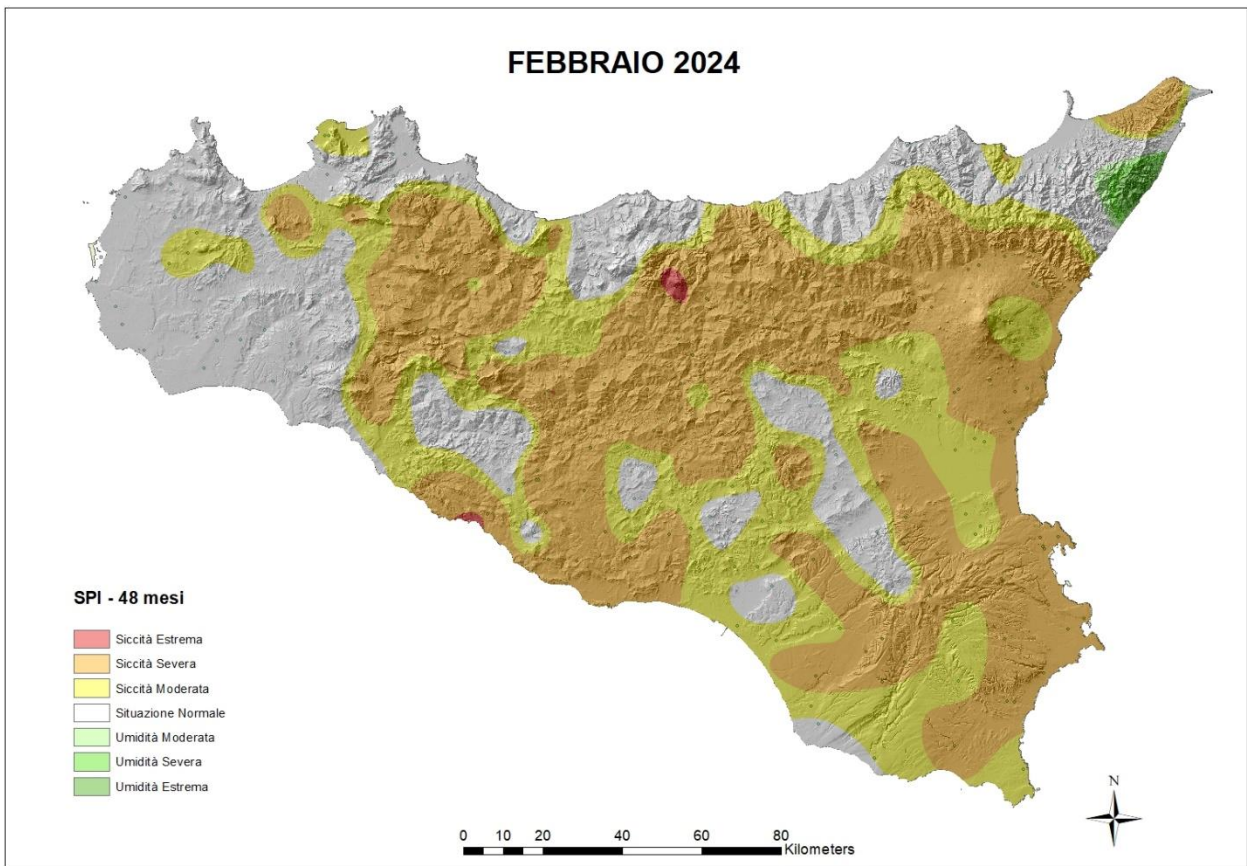 FEBBRAIO 2024
SPI - 48 mesi
Siccità Estrema
Siccità Severa
Siccità Moderata
Situazione Normale
Umidità Moderata
Umidità Severa
Umidità Estrema
N
0 10 20 40 60 80
Kilometers